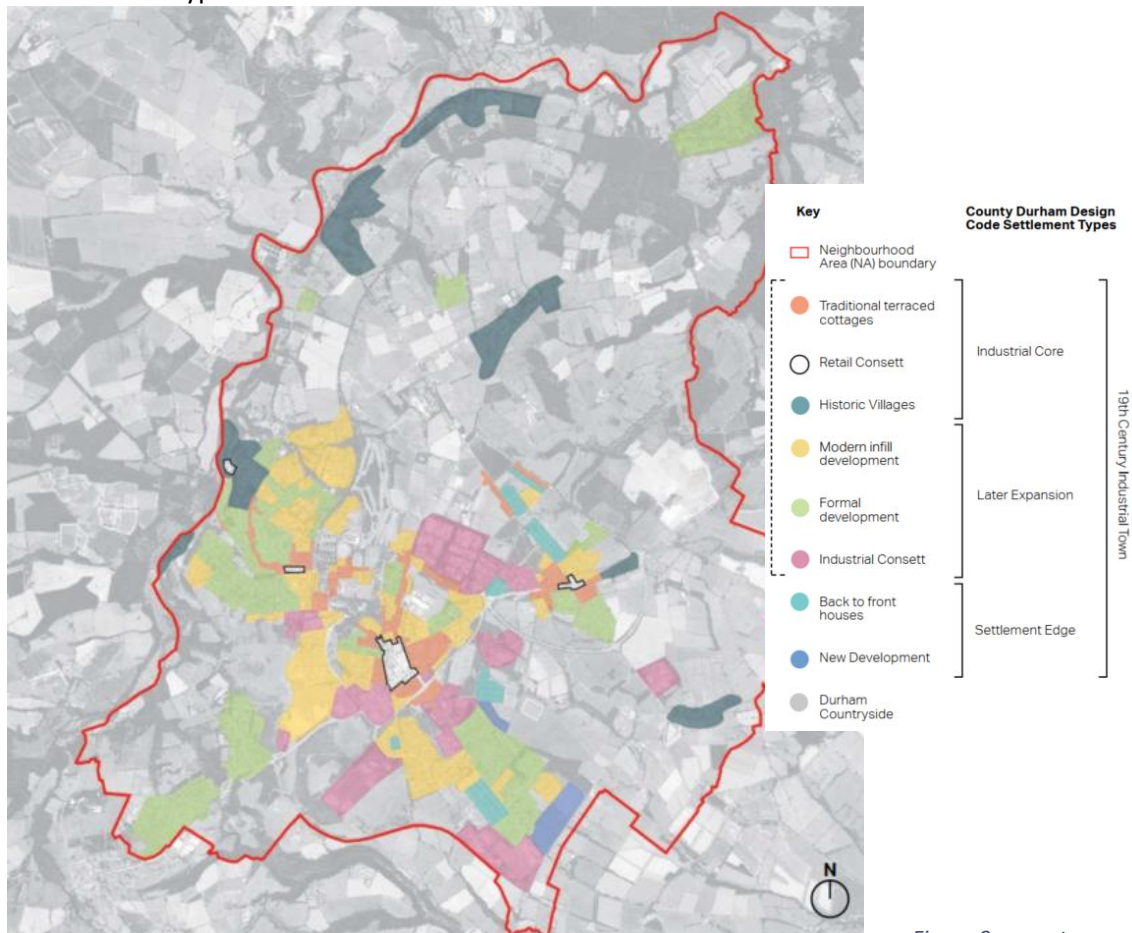 Key
County Durham Design
Code Settlement Types
Neighbourhood
Area (NA) boundary
Traditional terraced
cottages
Retail Consett
Historic Villages
Modern infill
development
Formal
development
Industrial Consett
Back to front
houses
New Development
Durham
Countryside
Industrial Core
Later Expansion
Settlement Edge
19th Century Industrial Town
N